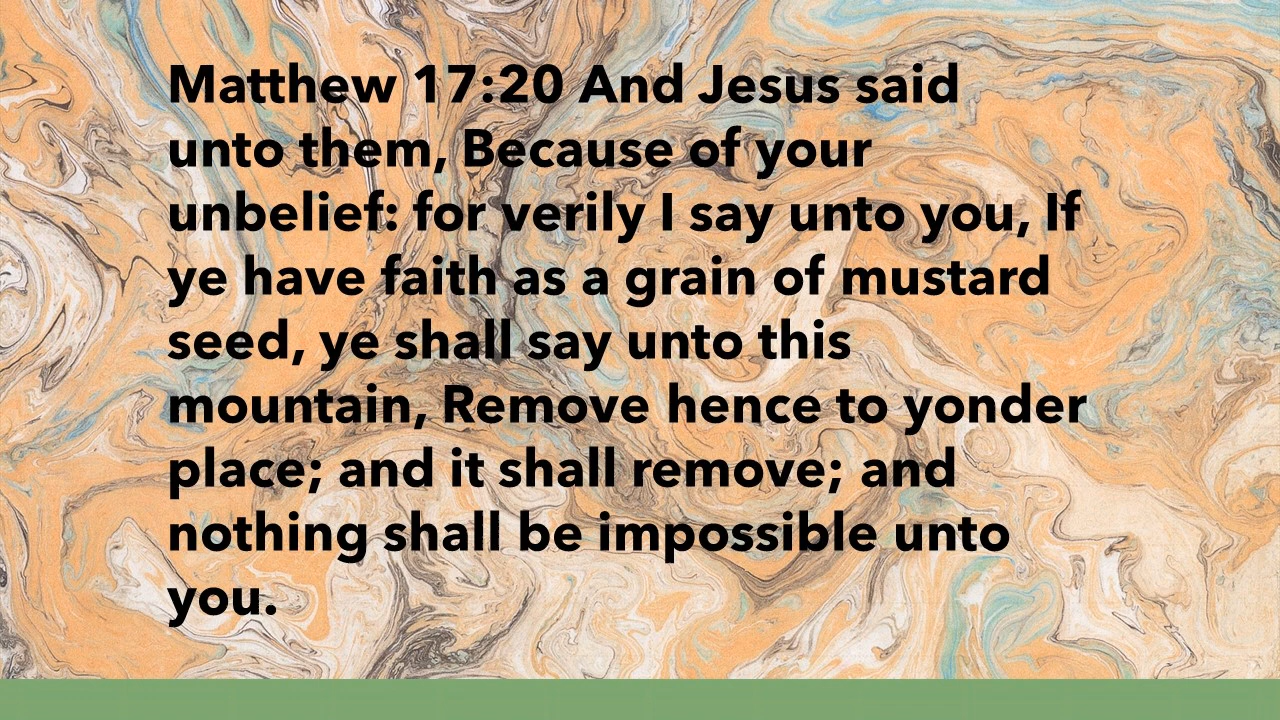 Matthew 17:20 And Jesus said
unto them, Because of your
unbelief: for verily I say unto you, If
ye have faith as a grain of mustard
seed, ye shall say unto this
mountain, Remove hence to yonder
place; and it shall remove; and
nothing shall be impossible unto
you.